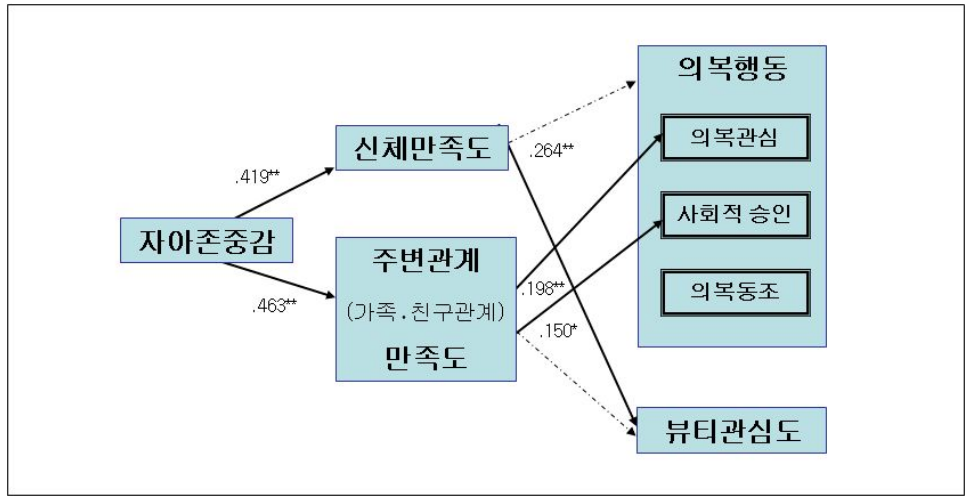 의복행동
의복관심
사회적 승인
의복동조
신체만족도
.264**
.419**
자아존중감
.463**
주변관계
(가족.친구관계)
만족도
.198**
.150*
뷰티관심도